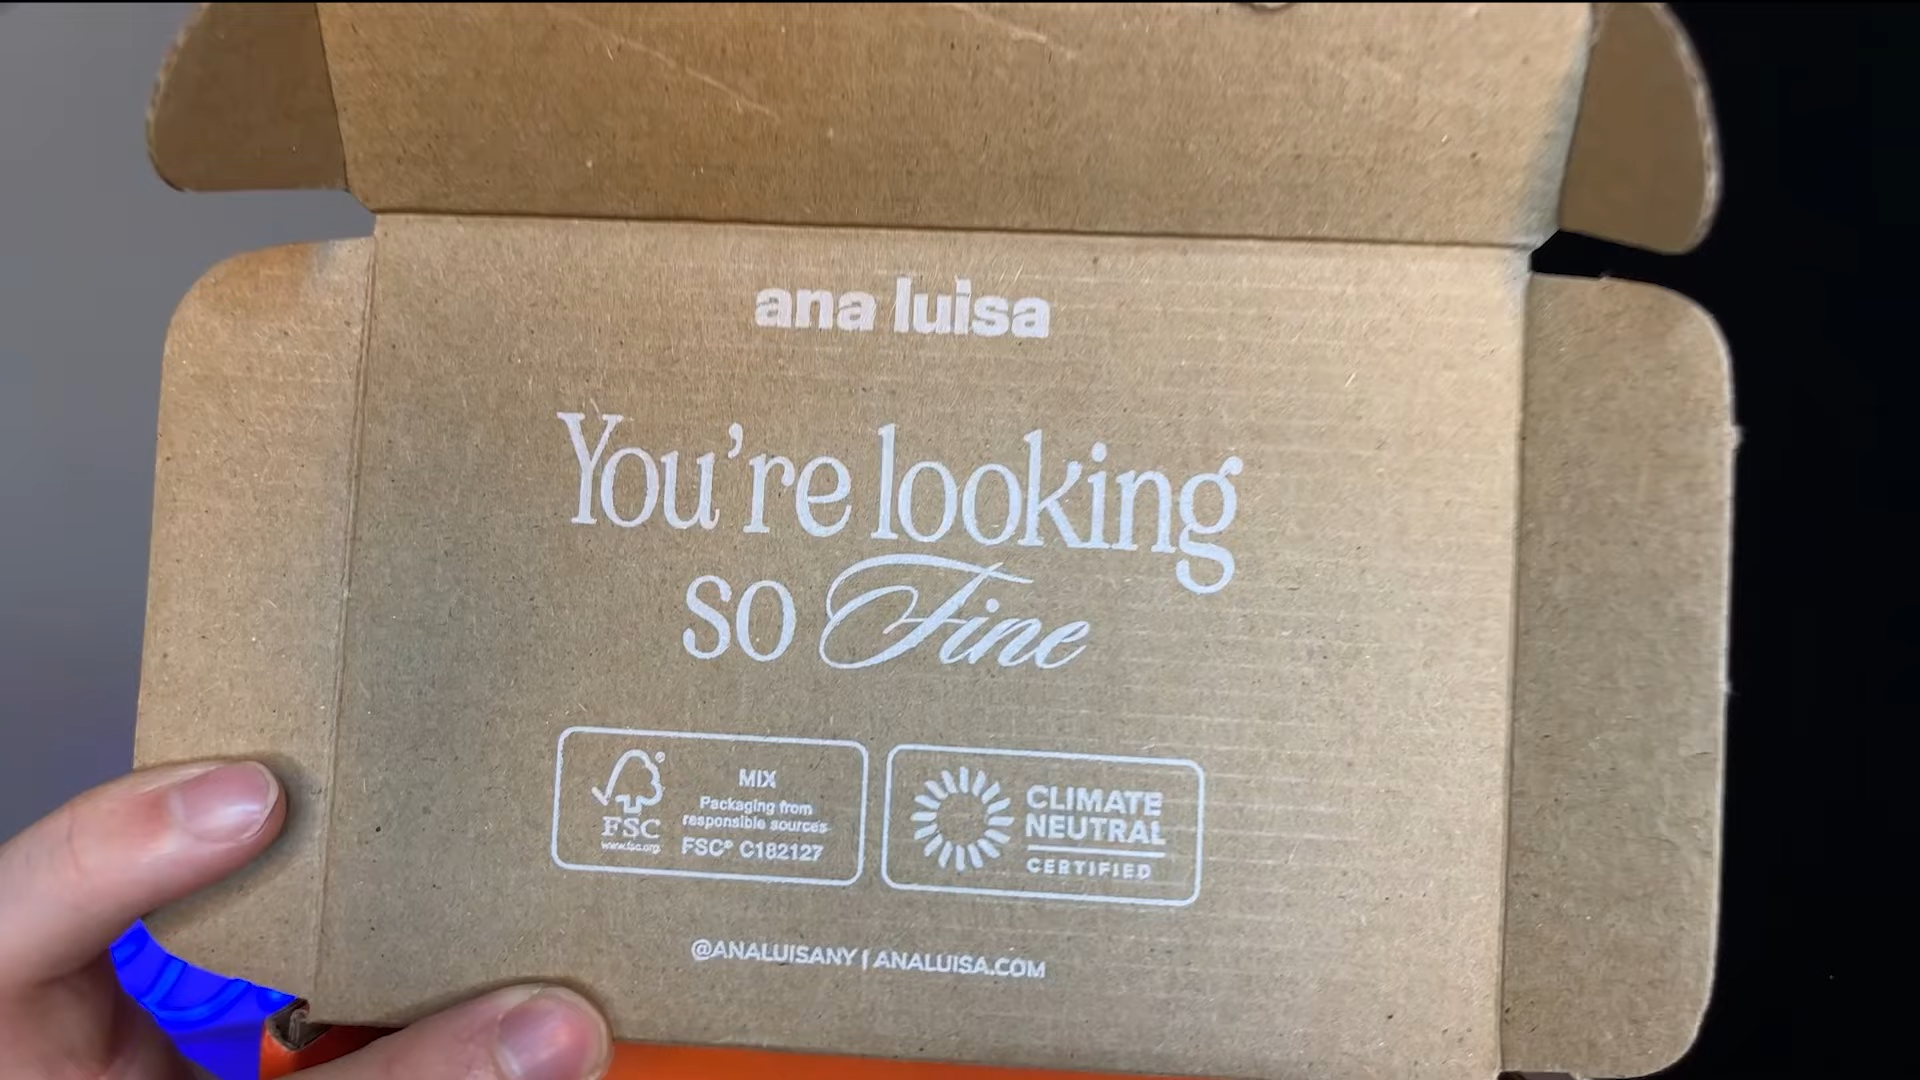 ana luisa
You're looking
so Fine
MIX
Packaging from
responsible sources
FSC® C182127
FSC
www.fsc.org
CLIMATE
NEUTRAL
CERTIFIED
@ANALUISANY | ANALUISA.COM